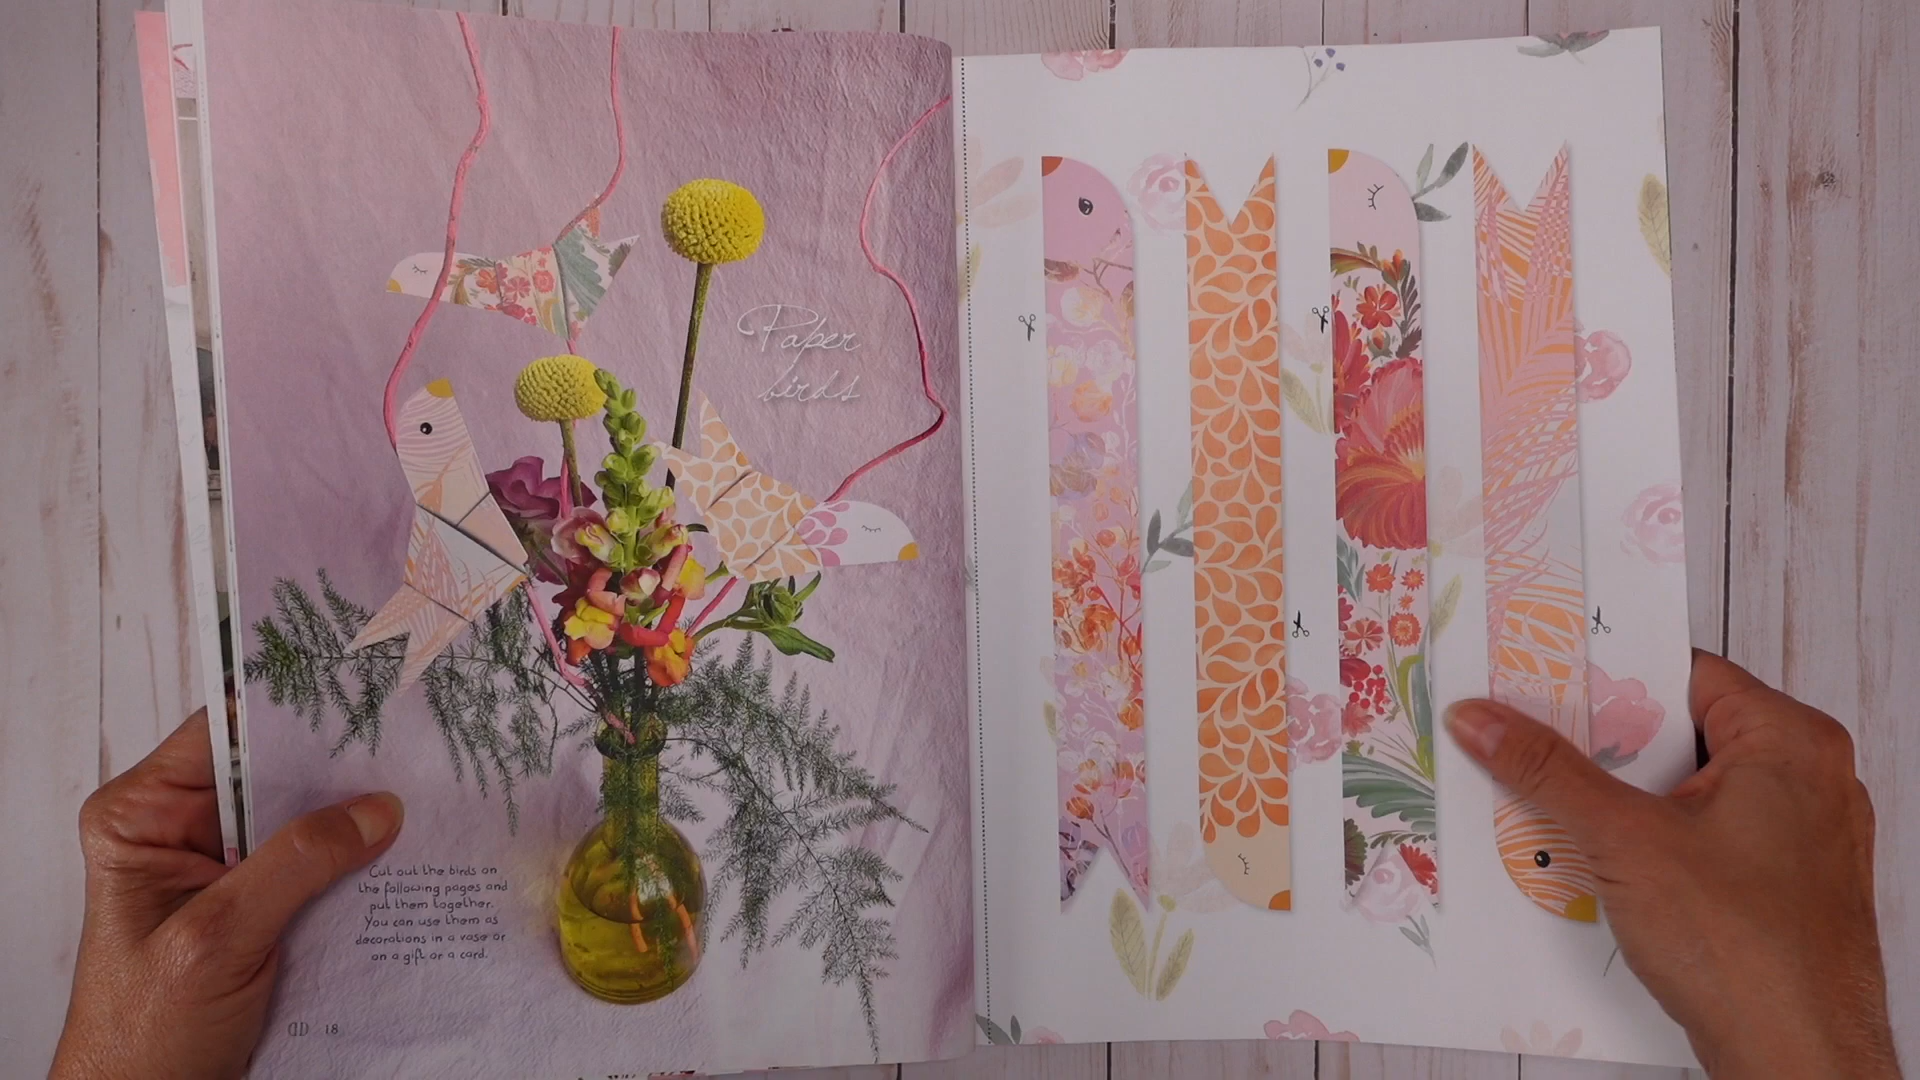 Paper
birds
Cut out the birds on
the following pages and
put them together.
You can use them as
decorations in a vase or
on a gift or a card.
18